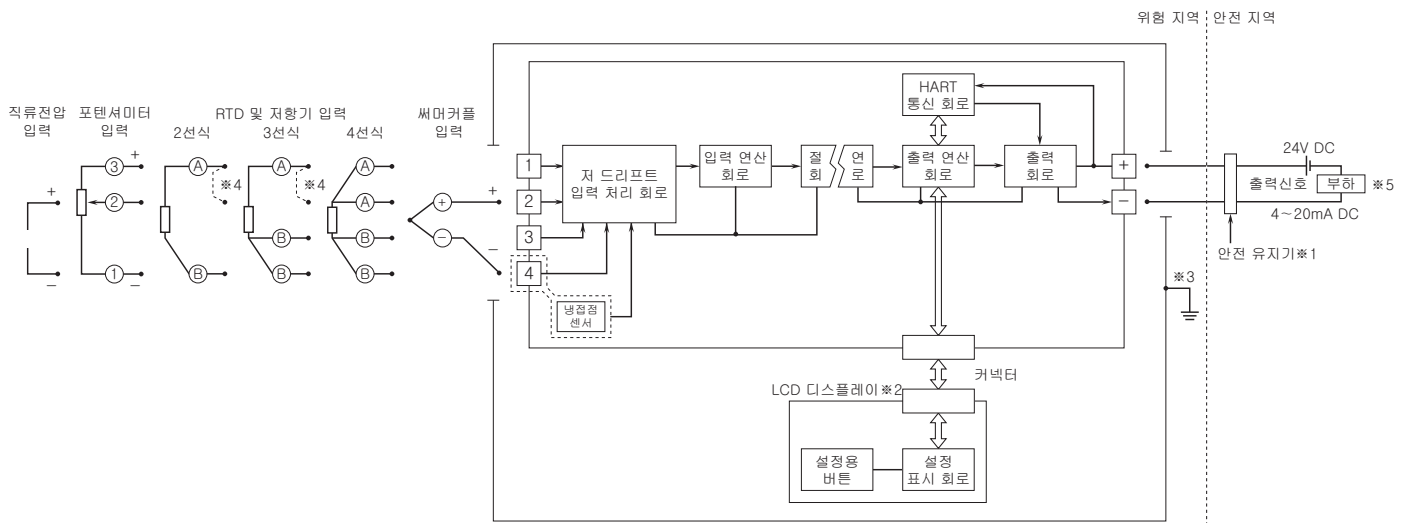 위험 지역
안전 지역
직류전압
입력
+
−
포텐셔미터
입력
3
+
2
1
−
RTD 및 저항기 입력
2선식
A
※4
B
3선식
A
※4
B
B
4선식
A
A
B
B
써머커플
입력
+
−
+
−
1
2
3
4
저 드리프트
입력 처리 회로
냉접점
센서
입력 연산
회로
절 연
회 로
HART
통신 회로
출력 연산
회로
출력
회로
+
−
24V DC
출력신호
부하
※5
4~20mA DC
안전 유지기※1
※3
커넥터
LCD 디스플레이※2
설정용
버튼
설정
표시 회로